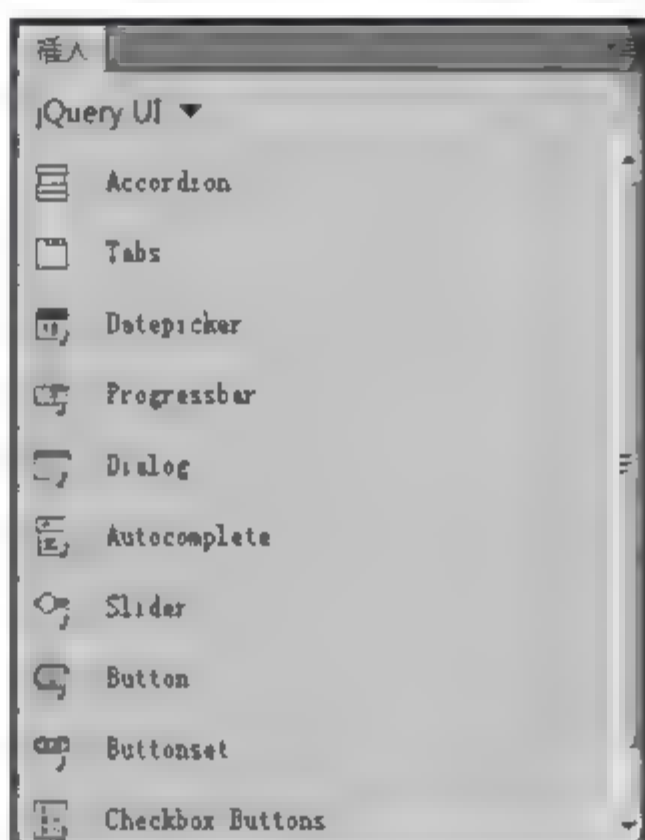 插入
jQuery UI
Accordion
Tabs
Datepicker
Progressbar
Dialog
Autocomplete
Slider
Button
Buttonset
Checkbox Buttons